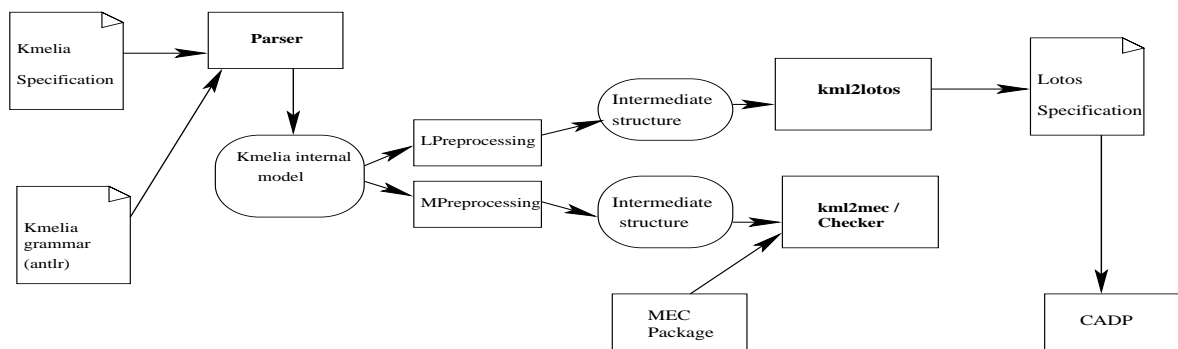 Kmelia
Specification
Parser
Kmelia
grammar
(antlr)
Kmelia internal
model
LPreprocessing
MPreprocessing
Intermediate
structure
Intermediate
structure
kml2lotos
kml2mec /
Checker
MEC
Package
Lotos
Specification
CADP